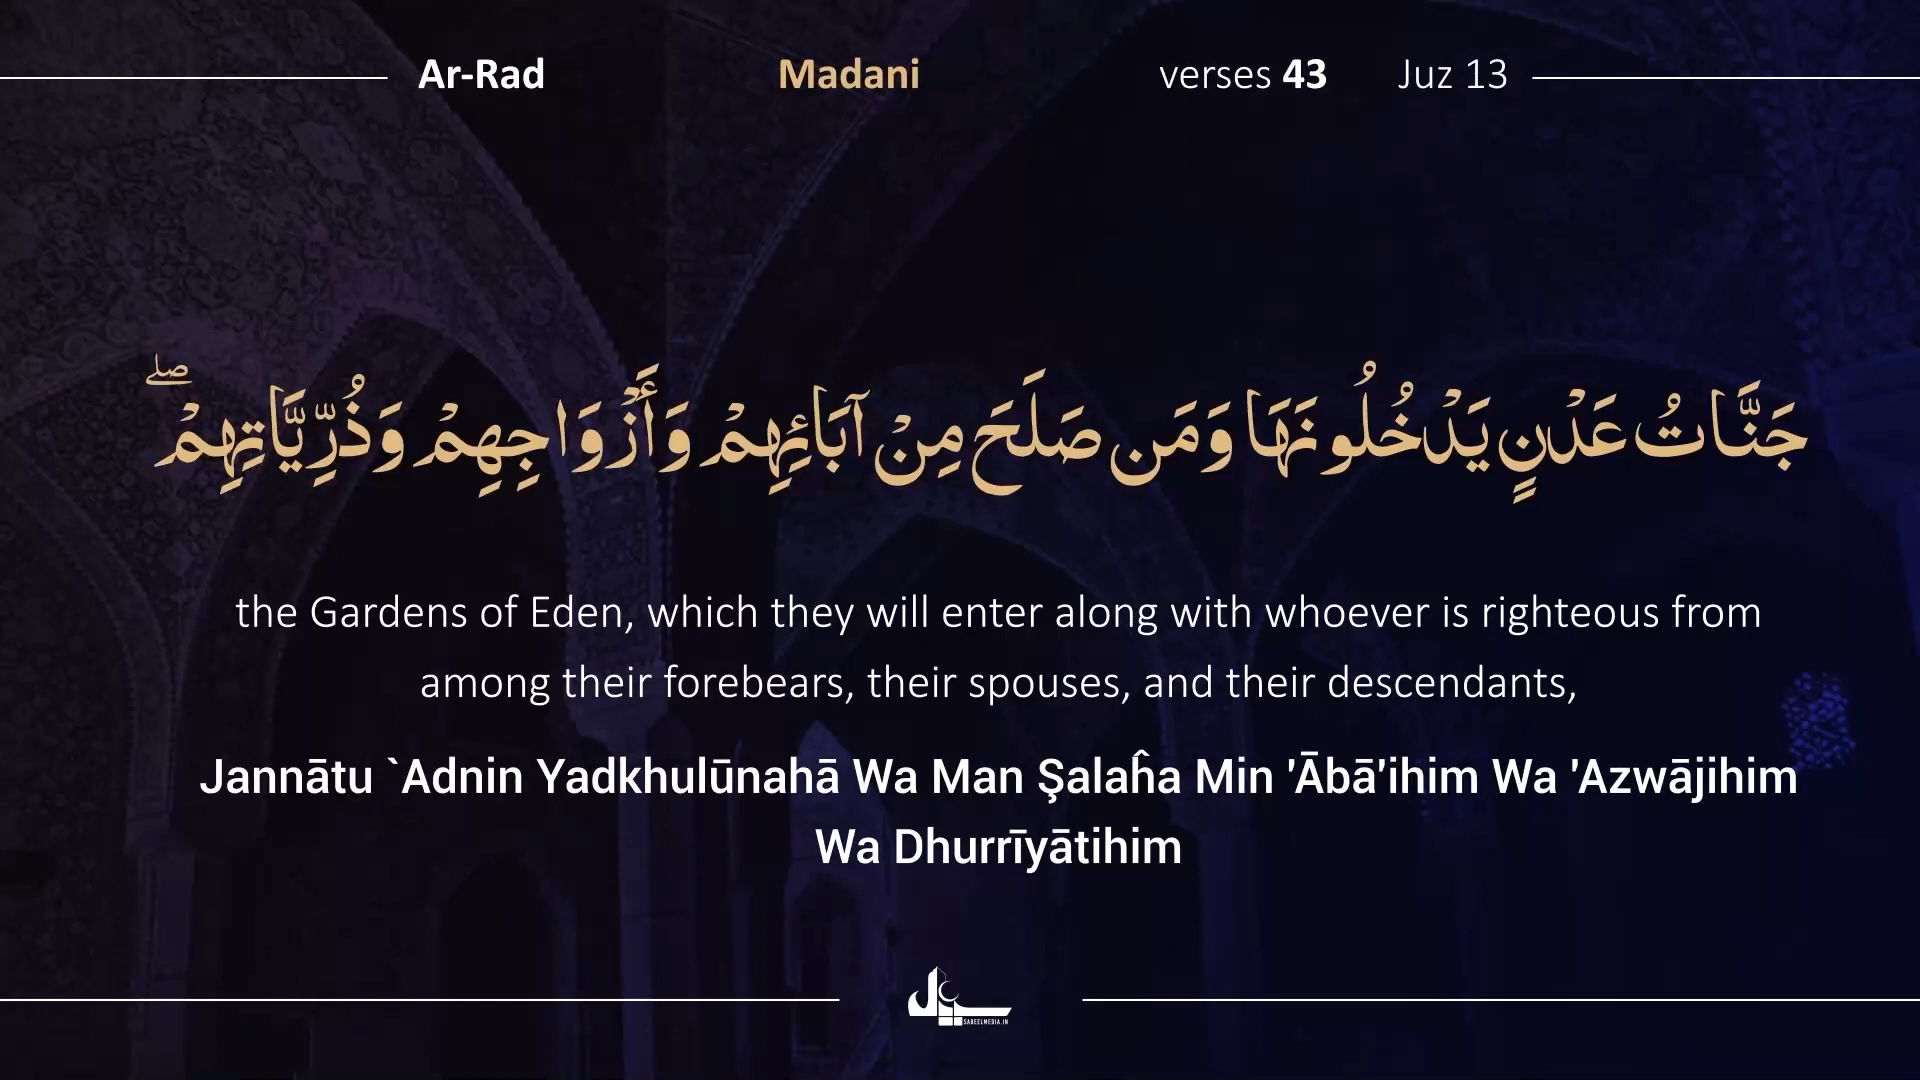 Ar-Rad Madani verses 43 Juz 13
جَنَّاتُ عَدْنٍ يَدْخُلُونَهَا وَمَن صَلَحَ مِنْ آبَائِهِمْ وَأَزْوَاجِهِمْ وَذُرِّيَّاتِهِمْ ۖ
the Gardens of Eden, which they will enter along with whoever is righteous from
among their forebears, their spouses, and their descendants,
Jannātu `Adnin Yadkhulūnahā Wa Man Şalaĥa Min 'Ābā'ihim Wa 'Azwājihim
Wa Dhurrīyātihim
SABEELMEDIA.IN